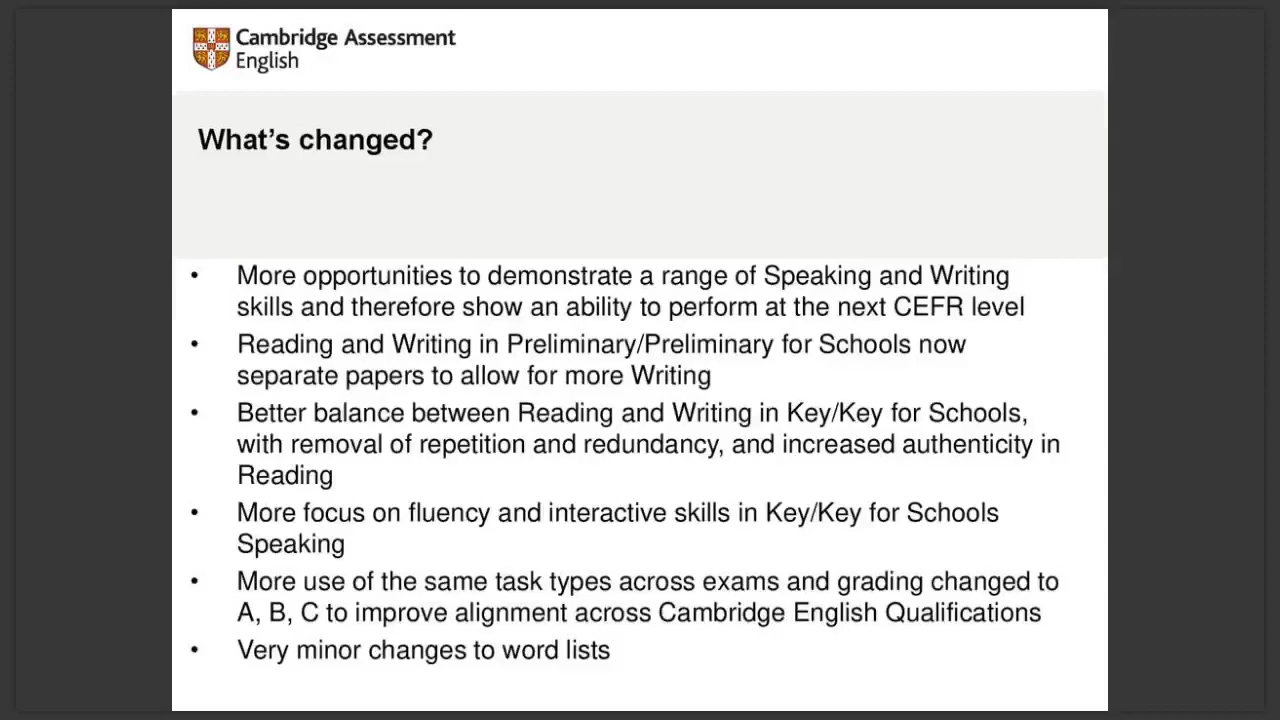 Cambridge Assessment
English
What's changed?
• More opportunities to demonstrate a range of Speaking and Writing
skills and therefore show an ability to perform at the next CEFR level
• Reading and Writing in Preliminary/Preliminary for Schools now
separate papers to allow for more Writing
• Better balance between Reading and Writing in Key/Key for Schools,
with removal of repetition and redundancy, and increased authenticity in
Reading
• More focus on fluency and interactive skills in Key/Key for Schools
Speaking
• More use of the same task types across exams and grading changed to
A, B, C to improve alignment across Cambridge English Qualifications
• Very minor changes to word lists